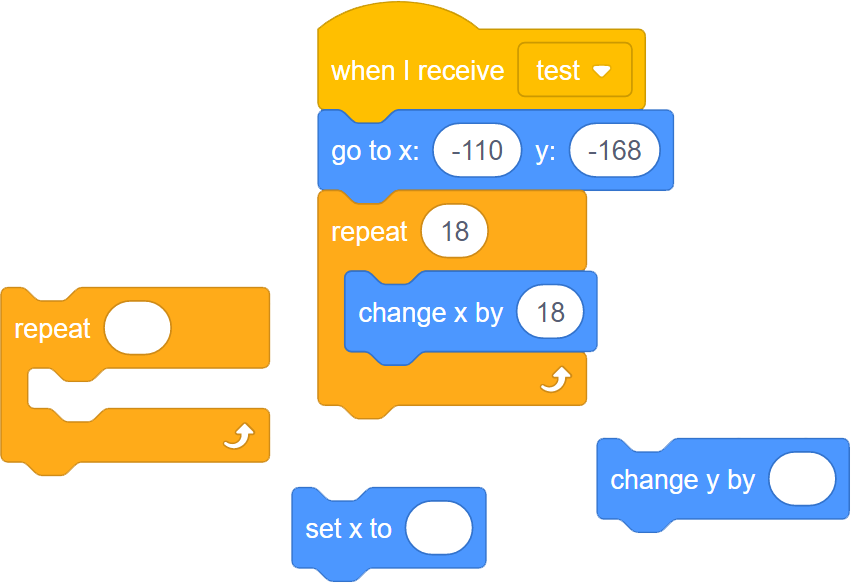 when I receive test
go to x: -110 y: -168
repeat 18
change x by 18
repeat
change y by
set x to